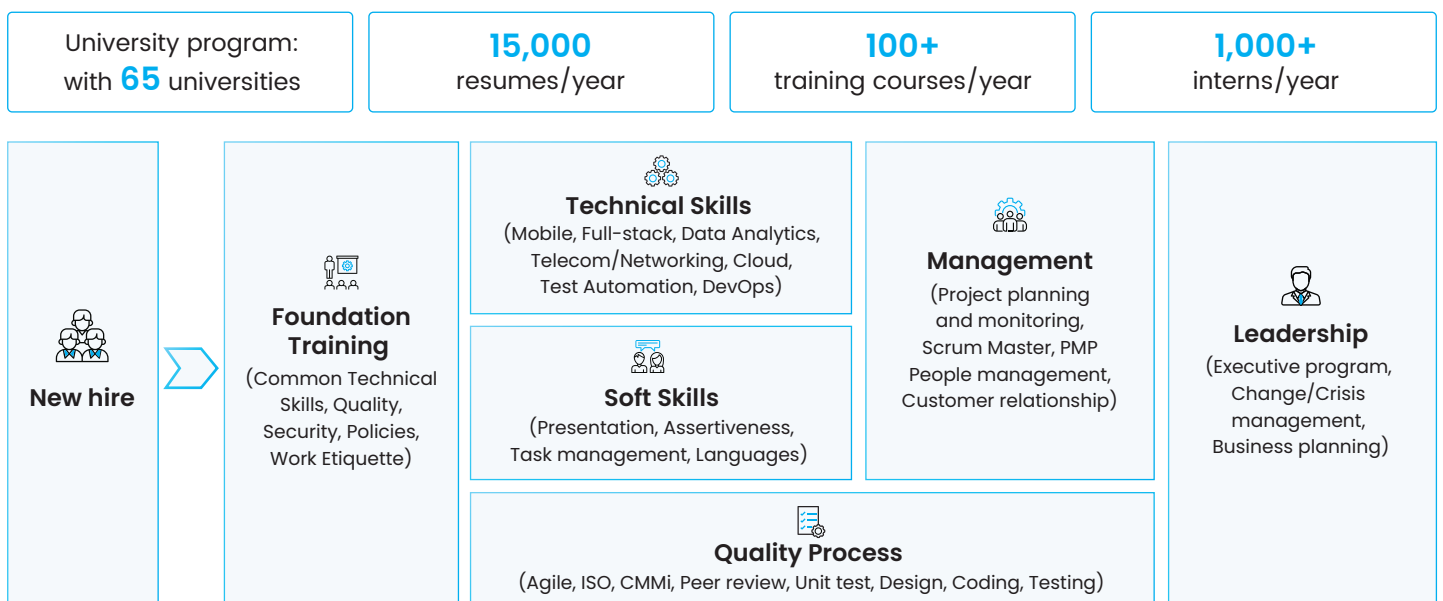 University program:
with 65 universities
15,000
resumes/year
100+
training courses/year
1,000+
interns/year
New hire
Foundation
Training
(Common Technical
Skills, Quality,
Security, Policies,
Work Etiquette)
Technical Skills
(Mobile, Full-stack, Data Analytics,
Telecom/Networking, Cloud,
Test Automation, DevOps)
Soft Skills
(Presentation, Assertiveness,
Task management, Languages)
Management
(Project planning
and monitoring,
Scrum Master, PMP
People management,
Customer relationship)
Quality Process
(Agile, ISO, CMMi, Peer review, Unit test, Design, Coding, Testing)
Leadership
(Executive program,
Change/Crisis
management,
Business planning)